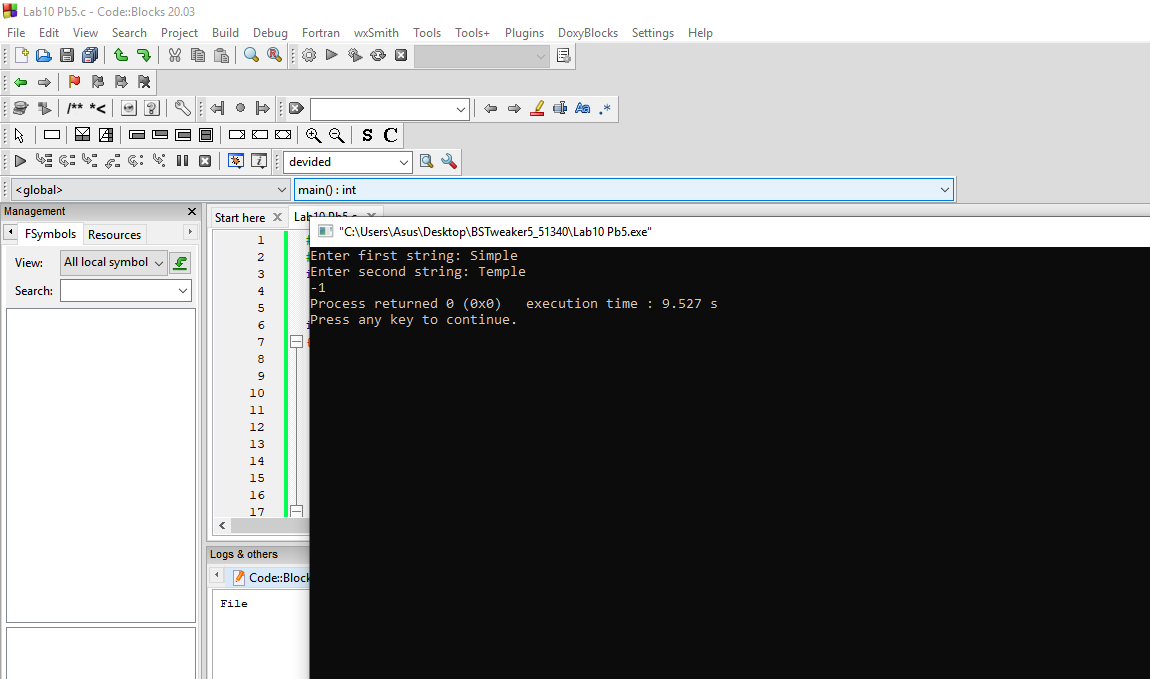 Lab10 Pb5.c - Code::Blocks 20.03
File Edit View Search Project Build Debug Fortran wxSmith Tools Tools+ Plugins DoxyBlocks Settings Help
/** *<
Aa .*
S C
devided
<global> main() : int
Management
FSymbols Resources
View: All local symbol
Search:
Start here Lab10 Pb5.c
"C:\Users\Asus\Desktop\BSTweaker5_51340\Lab10 Pb5.exe"
1
2
3
4
5
6
7
8
9
10
11
12
13
14
15
16
17
Enter first string: Simple
Enter second string: Temple
-1
Process returned 0 (0x0)   execution time : 9.527 s
Press any key to continue.
Logs & others
Code::Block
File